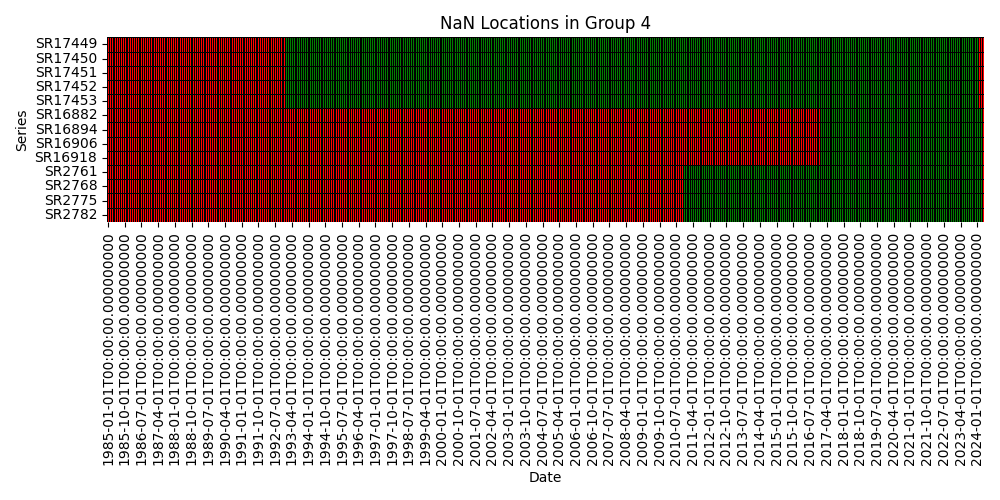 NaN Locations in Group 4
Series
SR17449
SR17450
SR17451
SR17452
SR17453
SR16882
SR16894
SR16906
SR16918
SR2761
SR2768
SR2775
SR2782
1985-01-01T00:00:00.000000000
1985-10-01T00:00:00.000000000
1986-07-01T00:00:00.000000000
1987-04-01T00:00:00.000000000
1988-01-01T00:00:00.000000000
1988-10-01T00:00:00.000000000
1989-07-01T00:00:00.000000000
1990-04-01T00:00:00.000000000
1991-01-01T00:00:00.000000000
1991-10-01T00:00:00.000000000
1992-07-01T00:00:00.000000000
1993-04-01T00:00:00.000000000
1994-01-01T00:00:00.000000000
1994-10-01T00:00:00.000000000
1995-07-01T00:00:00.000000000
1996-04-01T00:00:00.000000000
1997-01-01T00:00:00.000000000
1997-10-01T00:00:00.000000000
1998-07-01T00:00:00.000000000
1999-04-01T00:00:00.000000000
2000-01-01T00:00:00.000000000
2000-10-01T00:00:00.000000000
2001-07-01T00:00:00.000000000
2002-04-01T00:00:00.000000000
2003-01-01T00:00:00.000000000
2003-10-01T00:00:00.000000000
2004-07-01T00:00:00.000000000
2005-04-01T00:00:00.000000000
2006-01-01T00:00:00.000000000
2006-10-01T00:00:00.000000000
2007-07-01T00:00:00.000000000
2008-04-01T00:00:00.000000000
2009-01-01T00:00:00.000000000
2009-10-01T00:00:00.000000000
2010-07-01T00:00:00.000000000
2011-04-01T00:00:00.000000000
2012-01-01T00:00:00.000000000
2012-10-01T00:00:00.000000000
2013-07-01T00:00:00.000000000
2014-04-01T00:00:00.000000000
2015-01-01T00:00:00.000000000
2015-10-01T00:00:00.000000000
2016-07-01T00:00:00.000000000
2017-04-01T00:00:00.000000000
2018-01-01T00:00:00.000000000
2018-10-01T00:00:00.000000000
2019-07-01T00:00:00.000000000
2020-04-01T00:00:00.000000000
2021-01-01T00:00:00.000000000
2021-10-01T00:00:00.000000000
2022-07-01T00:00:00.000000000
2023-04-01T00:00:00.000000000
2024-01-01T00:00:00.000000000
Date